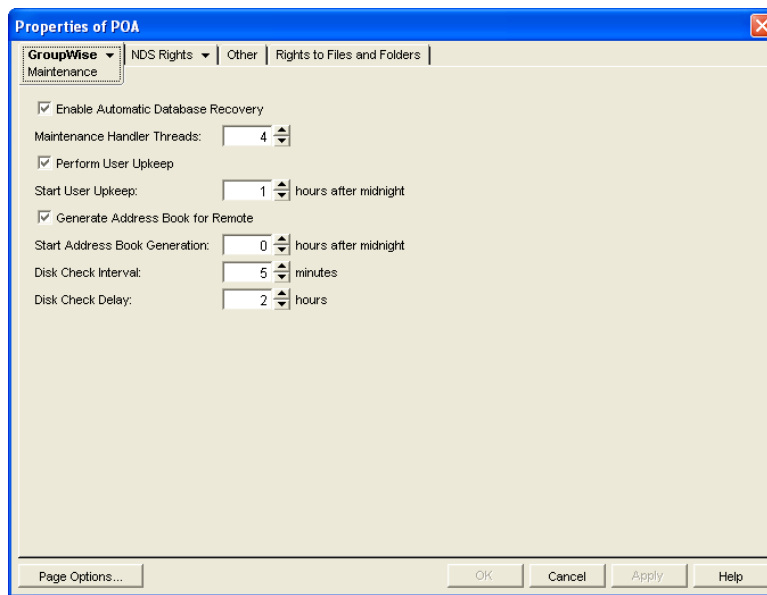 Properties of POA
GroupWise NDS Rights Other Rights to Files and Folders
Maintenance
Enable Automatic Database Recovery
Maintenance Handler Threads: 4
Perform User Upkeep
Start User Upkeep: 1 hours after midnight
Generate Address Book for Remote
Start Address Book Generation: 0 hours after midnight
Disk Check Interval: 5 minutes
Disk Check Delay: 2 hours
Page Options... OK Cancel Apply Help